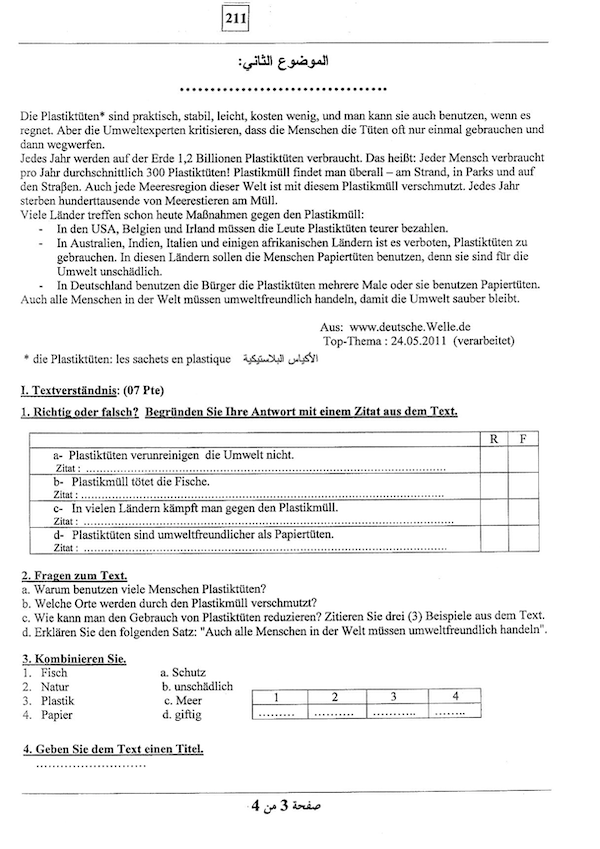 211
الموضوع الثاني:
.................................
Die Plastiktüten* sind praktisch, stabil, leicht, kosten wenig, und man kann sie auch benutzen, wenn es
regnet. Aber die Umweltexperten kritisieren, dass die Menschen die Tüten oft nur einmal gebrauchen und
dann wegwerfen.
Jedes Jahr werden auf der Erde 1,2 Billionen Plastiktüten verbraucht. Das heißt: Jeder Mensch verbraucht
pro Jahr durchschnittlich 300 Plastiktüten! Plastikmüll findet man überall – am Strand, in Parks und auf
den Straβen. Auch jede Meeresregion dieser Welt ist mit diesem Plastikmüll verschmutzt. Jedes Jahr
sterben hunderttausende von Meerestieren am Müll.
Viele Länder treffen schon heute Maßnahmen gegen den Plastikmüll:
- In den USA, Belgien und Irland müssen die Leute Plastiktüten teurer bezahlen.
- In Australien, Indien, Italien und einigen afrikanischen Ländern ist es verboten, Plastiktüten zu
gebrauchen. In diesen Ländern sollen die Menschen Papiertüten benutzen, denn sie sind für die
Umwelt unschädlich.
- In Deutschland benutzen die Bürger die Plastiktüten mehrere Male oder sie benutzen Papiertüten.
Auch alle Menschen in der Welt müssen umweltfreundlich handeln, damit die Umwelt sauber bleibt.
Aus: www.deutsche.Welle.de
Top-Thema : 24.05.2011 (verarbeitet)
* die Plastiktüten: les sachets en plastique الأكياس البلاستيكية
I. Textverständnis: (07 Pte)
1. Richtig oder falsch? Begründen Sie Ihre Antwort mit einem Zitat aus dem Text.
R F
a- Plastiktüten verunreinigen die Umwelt nicht.
Zitat : ....................................................................................
b- Plastikmüll tötet die Fische.
Zitat : ....................................................................................
c- In vielen Ländern kämpft man gegen den Plastikmüll.
Zitat : ....................................................................................
d- Plastiktüten sind umweltfreundlicher als Papiertüten.
Zitat : ....................................................................................
2. Fragen zum Text.
a. Warum benutzen viele Menschen Plastiktüten?
b. Welche Orte werden durch den Plastikmüll verschmutzt?
c. Wie kann man den Gebrauch von Plastiktüten reduzieren? Zitieren Sie drei (3) Beispiele aus dem Text.
d. Erklären Sie den folgenden Satz: "Auch alle Menschen in der Welt müssen umweltfreundlich handeln".
3. Kombinieren Sie.
1. Fisch a. Schutz
2. Natur b. unschädlich
3. Plastik c. Meer
4. Papier d. giftig
1 2 3 4
......... .......... ........... ........
4. Geben Sie dem Text einen Titel.
..........................
صفحة 3 من 4